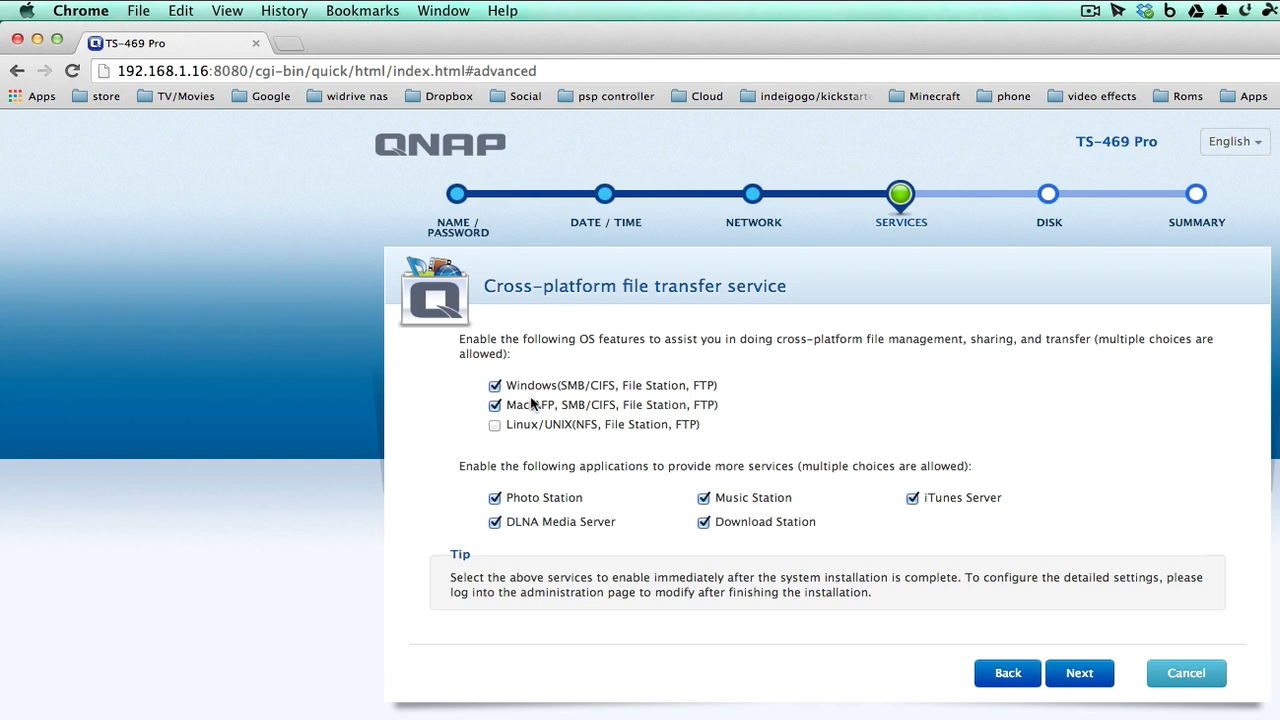 Chrome File Edit View History Bookmarks Window Help
TS-469 Pro
192.168.1.16:8080/cgi-bin/quick/html/index.html#advanced
Apps store TV/Movies Google widrive nas Dropbox Social psp controller Cloud indeigogo/kickstarte Minecraft phone video effects Roms Apps
QNAP TS-469 Pro English
NAME / PASSWORD DATE / TIME NETWORK SERVICES DISK SUMMARY
Cross-platform file transfer service
Enable the following OS features to assist you in doing cross-platform file management, sharing, and transfer (multiple choices are
allowed):
Windows(SMB/CIFS, File Station, FTP)
Mac(AFP, SMB/CIFS, File Station, FTP)
Linux/UNIX(NFS, File Station, FTP)
Enable the following applications to provide more services (multiple choices are allowed):
Photo Station Music Station iTunes Server
DLNA Media Server Download Station
Tip
Select the above services to enable immediately after the system installation is complete. To configure the detailed settings, please
log into the administration page to modify after finishing the installation.
Back Next Cancel